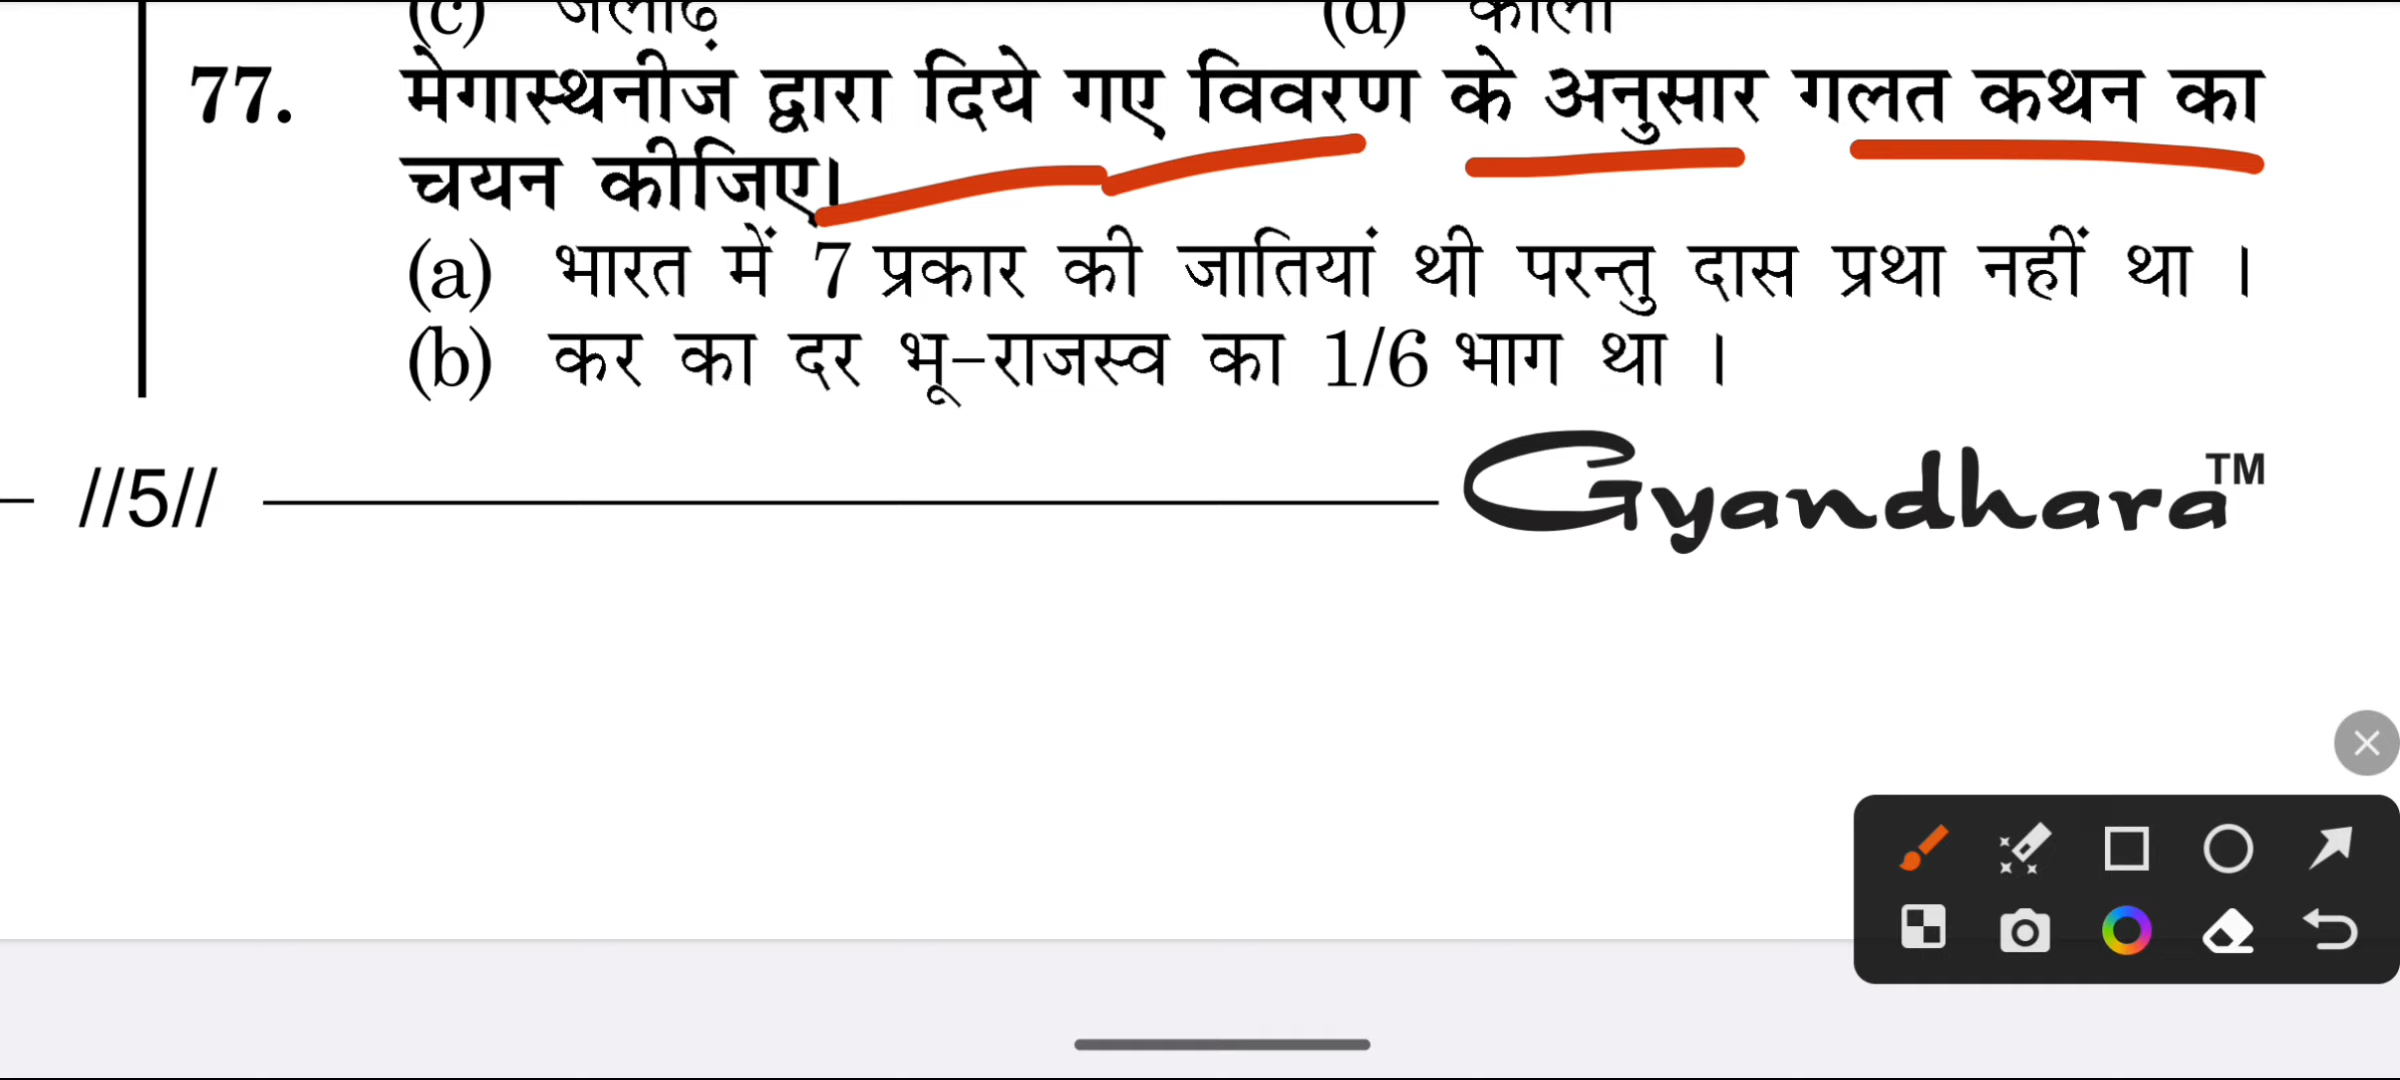 (c) जलोढ़ (d) काली
77. मेगास्थनीज द्वारा दिये गए विवरण के अनुसार गलत कथन का
चयन कीजिए।
(a) भारत में 7 प्रकार की जातियां थी परन्तु दास प्रथा नहीं था ।
(b) कर का दर भू-राजस्व का 1/6 भाग था ।
//5// Gyandhara™